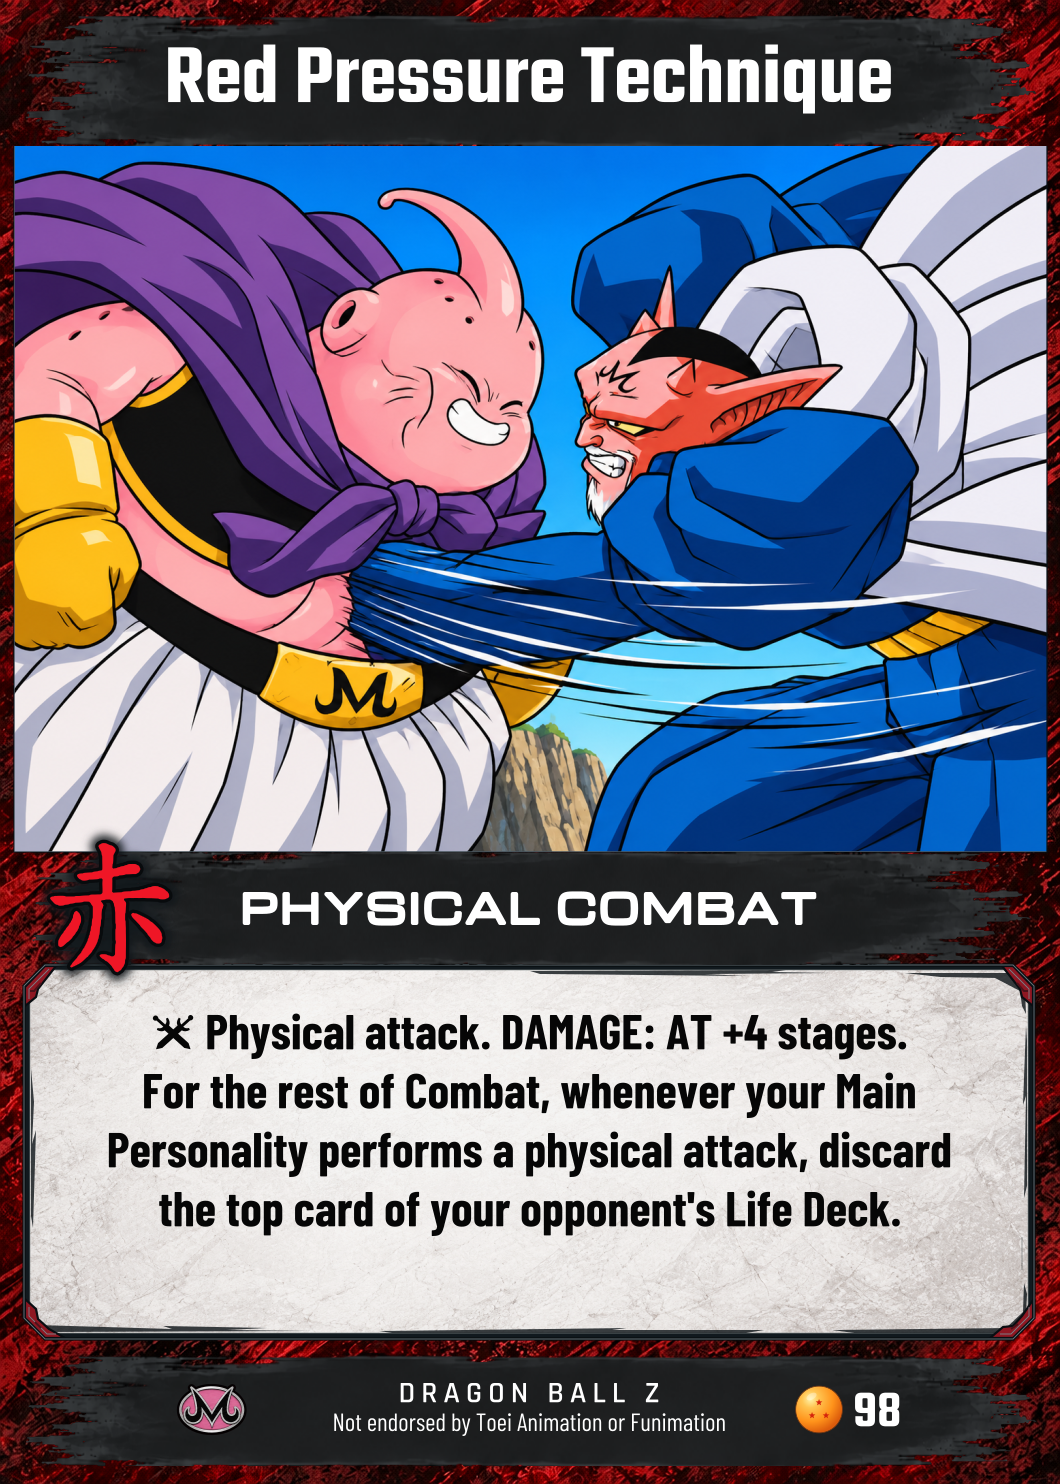 Red Pressure Technique
M
M
赤
PHYSICAL COMBAT
Physical attack. DAMAGE: AT +4 stages.
For the rest of Combat, whenever your Main
Personality performs a physical attack, discard
the top card of your opponent's Life Deck.
M
DRAGON BALL Z
Not endorsed by Toei Animation or Funimation
98